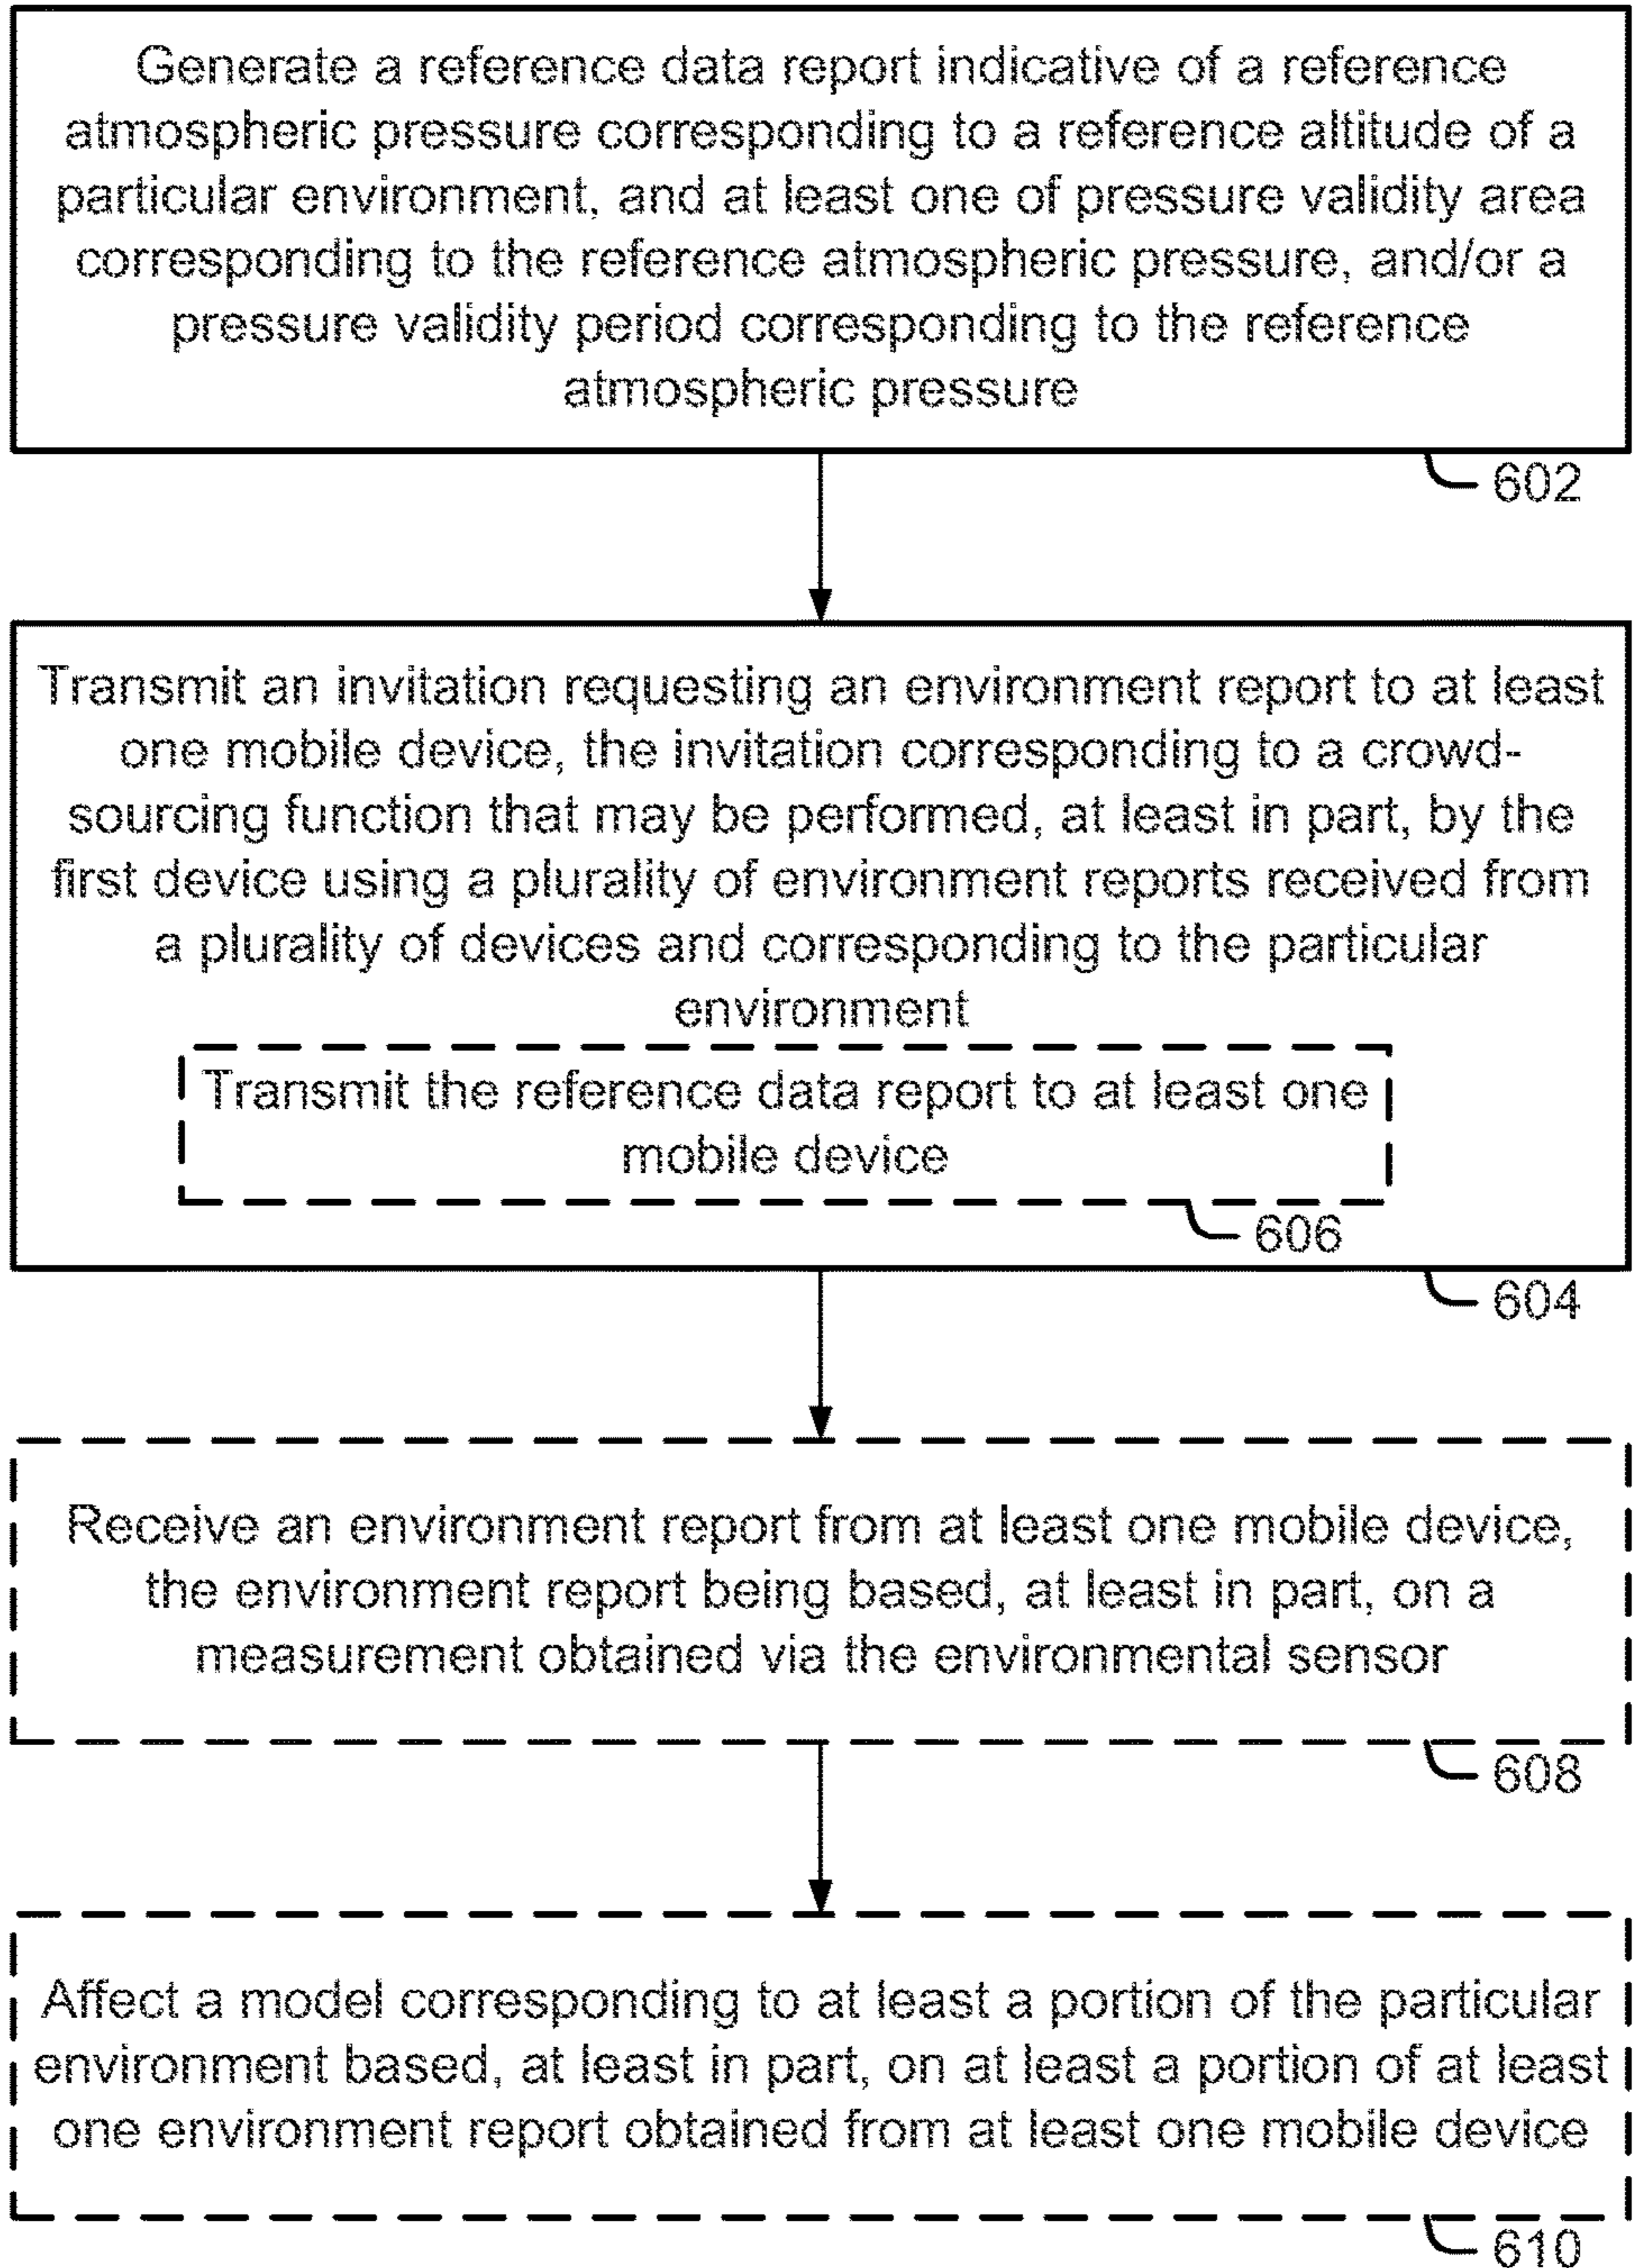 Generate a reference data report indicative of a reference
atmospheric pressure corresponding to a reference altitude of a
particular environment, and at least one of pressure validity area
corresponding to the reference atmospheric pressure, and/or a
pressure validity period corresponding to the reference
atmospheric pressure
602
Transmit an invitation requesting an environment report to at least
one mobile device, the invitation corresponding to a crowd-
sourcing function that may be performed, at least in part, by the
first device using a plurality of environment reports received from
a plurality of devices and corresponding to the particular
environment
Transmit the reference data report to at least one
mobile device
606
604
Receive an environment report from at least one mobile device,
the environment report being based, at least in part, on a
measurement obtained via the environmental sensor
608
Affect a model corresponding to at least a portion of the particular
environment based, at least in part, on at least a portion of at least
one environment report obtained from at least one mobile device
610